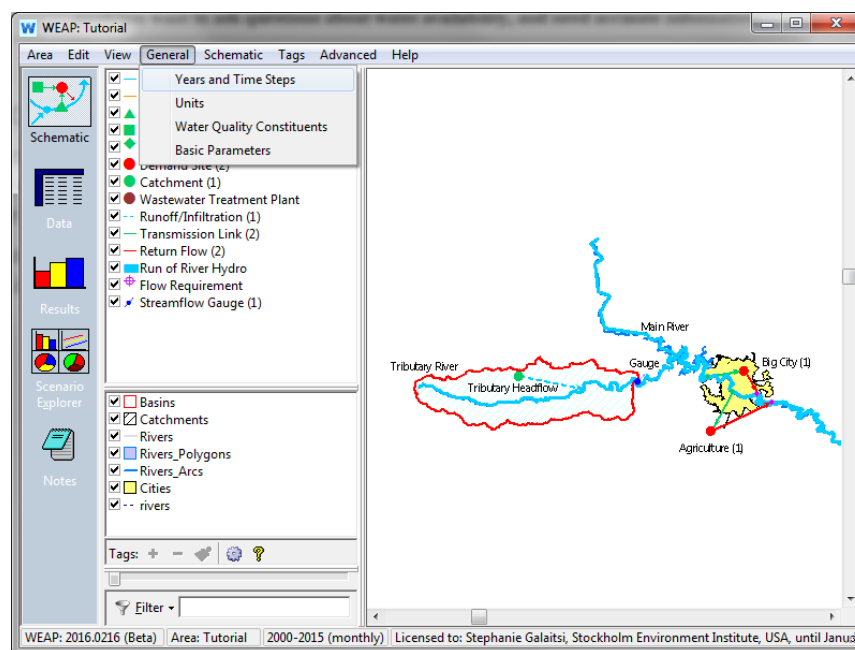 WEAP: Tutorial
Area Edit View General Schematic Tags Advanced Help
Years and Time Steps
Units
Water Quality Constituents
Basic Parameters
Schematic
Data
Results
Scenario
Explorer
Notes
Demand Site (2)
Catchment (1)
Wastewater Treatment Plant
Runoff/Infiltration (1)
Transmission Link (2)
Return Flow (2)
Run of River Hydro
Flow Requirement
Streamflow Gauge (1)
Basins
Catchments
Rivers
Rivers_Polygons
Rivers_Arcs
Cities
rivers
Tags:
Filter
Main River
Tributary River
Gauge
Big City (1)
Tributary Headflow
Agriculture (1)
WEAP: 2016.0216 (Beta) Area: Tutorial 2000-2015 (monthly) Licensed to: Stephanie Galaitsi, Stockholm Environment Institute, USA, until